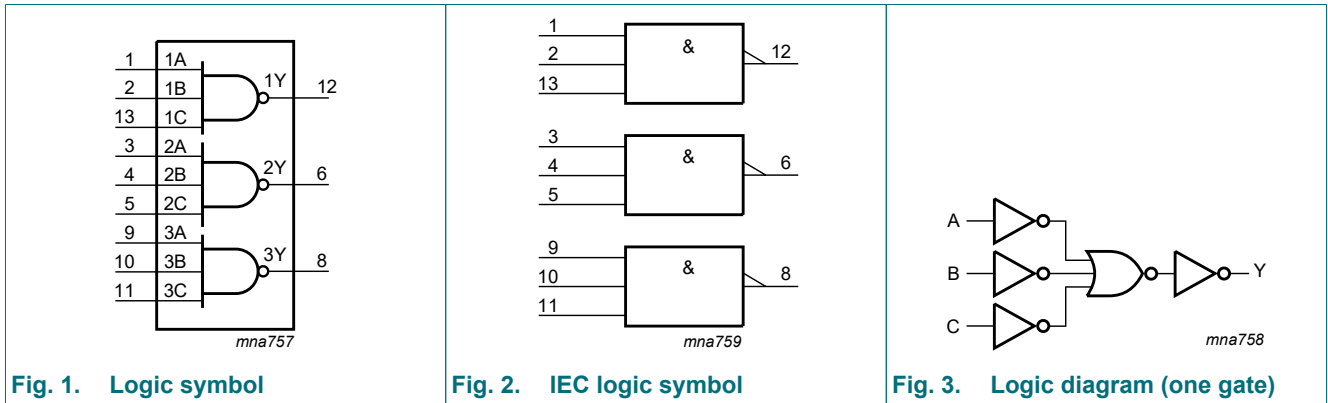 1 1A
2 1B
13 1C
1Y 12
3 2A
4 2B
5 2C
2Y 6
9 3A
10 3B
11 3C
3Y 8
mna757
Fig. 1. Logic symbol
1
2
13
&
12
3
4
5
&
6
9
10
11
&
8
mna759
Fig. 2. IEC logic symbol
A
B
C
Y
mna758
Fig. 3. Logic diagram (one gate)